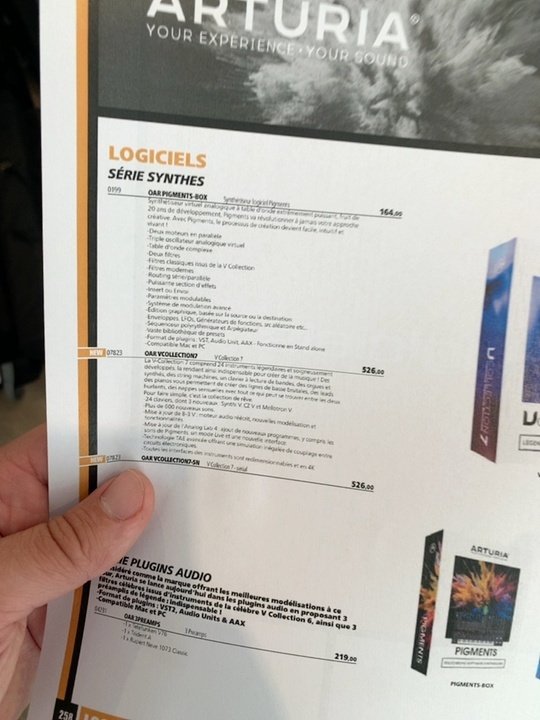 ARTURIA®
YOUR EXPERIENCE • YOUR SOUND
LOGICIELS
SÉRIE SYNTHES
0199 OAR PIGMENTS-BOX Synthétiseur logiciel Pigments 164,00
Synthétiseur virtuel analogique à table d'onde extrêmement puissant, fruit de
20 ans de développement, Pigments va révolutionner à jamais votre approche
créative. Avec Pigments, le processus de création devient facile, intuitif et
vivant !
-Deux moteurs en parallèle
-Triple oscillateur analogique virtuel
-Table d'onde complexe
-Deux filtres
-Filtres classiques issus de la V Collection
-Filtres modernes
-Routing série/parallèle
-Puissante section d'effets
-Insert ou Envoi
-Paramètres modulables
-Système de modulation avancé
-Édition graphique, basée sur la source ou la destination
-Enveloppes, LFOs, Générateurs de fonctions, aléatoire etc...
-Séquenceur polyrythmique et Arpégiateur
-Vaste bibliothèque de presets
-Format de plugins: VST, Audio Unit, AAX - Fonctionne en Stand alone
-Compatible Mac et PC
NEW 07823 OAR VCOLLECTION7 V Collection 7 526,00
La V-Collection 7 comprend 24 instruments légendaires et soigneusement
développés, la rendant ainsi indispensable pour créer de la musique ! Des
synthés, des string machines, un clavier à lecture de bandes, des orgues et
des pianos vous permettent de créer des lignes de basse brutales, des leads
hurlants, des nappes sensuelles avec tout ce qui peut se trouver entre les deux
Pour faire simple, c'est la collection de rêve.
-24 claviers, dont 3 nouveaux : Synthi V, CZ V et Mellotron V
-Plus de 600 nouveaux sons.
-Mise à jour de B-3 V : moteur audio réécrit, nouvelles modélisation et
fonctionnalités.
-Mise à jour de l'Analog Lab 4 : ajout de nouveaux programmes, y compris les
sons de Pigments, un mode Live et une nouvelle interface.
-Technologie TAE avancée offrant une simulation inégalée de couplage entre
circuits électroniques.
-Toutes les interfaces des instruments sont redimensionnables et en 4K
NEW OAR VCOLLECTION7-SN V Collection 7 - serial 526,00
IE PLUGINS AUDIO
sidéré comme la marque offrant les meilleures modélisations à ce
ur, Arturia se lance aujourd'hui dans les plugins audio en proposant 3
filtres célèbres issus d'instruments de la célèbre V Collection 6, ainsi que 3
préamplis de légende : indispensable !
-Format de plugins : VST2, Audio Units & AAX
-Compatible Mac et PC
OAR3PREAMPS 3 Preamps 219,00
-1 x Telefunken V76
-1 x Trident A
-1 x Rupert Neve 1073 Classic
V COLLECTION 7
ARTURIA
PIGMENTS
PIGMENTS
PIGMENTS-BOX
258